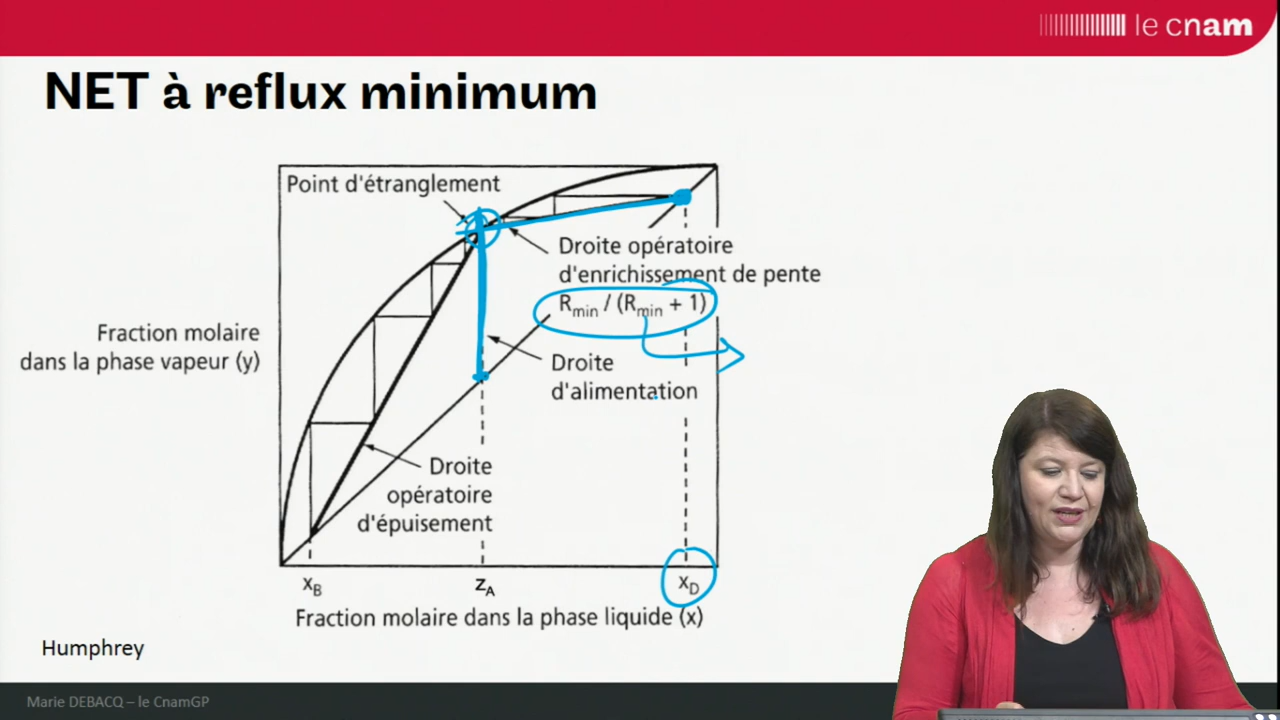 le cnam
NET à reflux minimum
Point d'étranglement
Droite opératoire
d'enrichissement de pente
Rmin / (Rmin + 1)
Fraction molaire
dans la phase vapeur (y)
Droite
d'alimentation
Droite
opératoire
d'épuisement
xB
zA
xD
Fraction molaire dans la phase liquide (x)
Humphrey
Marie DEBACQ – le CnamGP